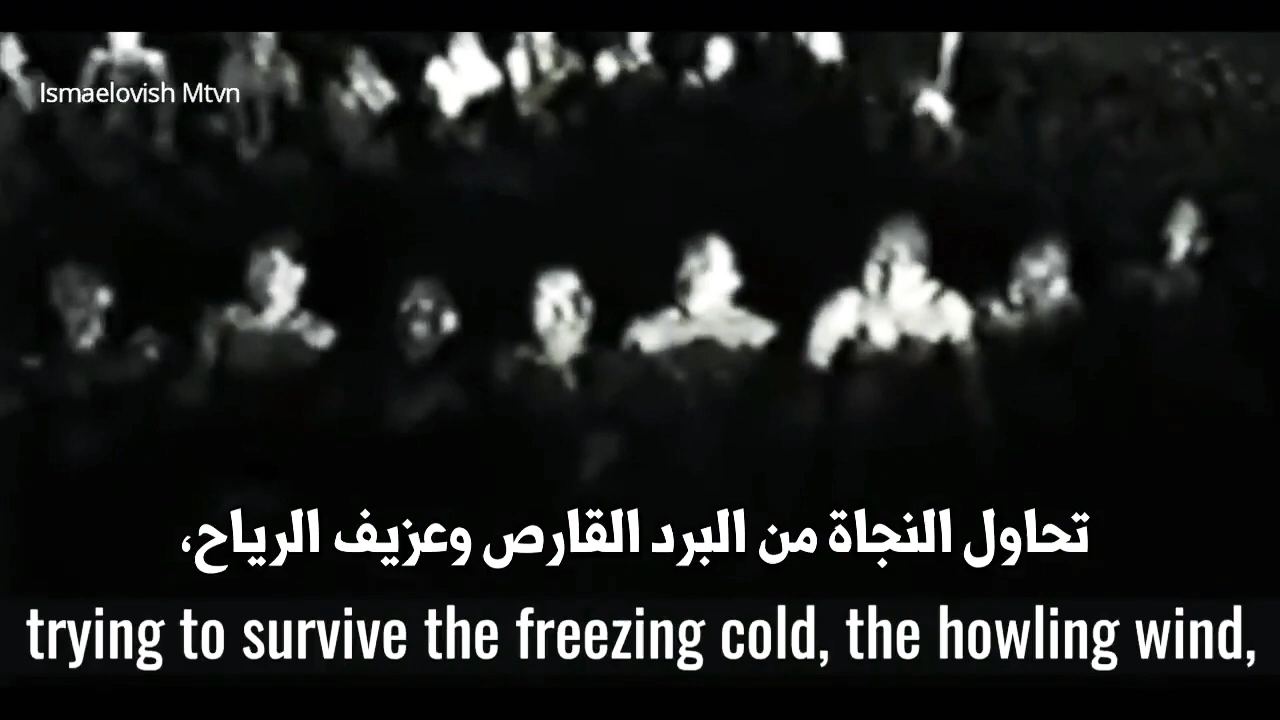 Ismaelovish Mtvn
تحاول النجاة من البرد القارص وعزيف الرياح،
trying to survive the freezing cold, the howling wind,